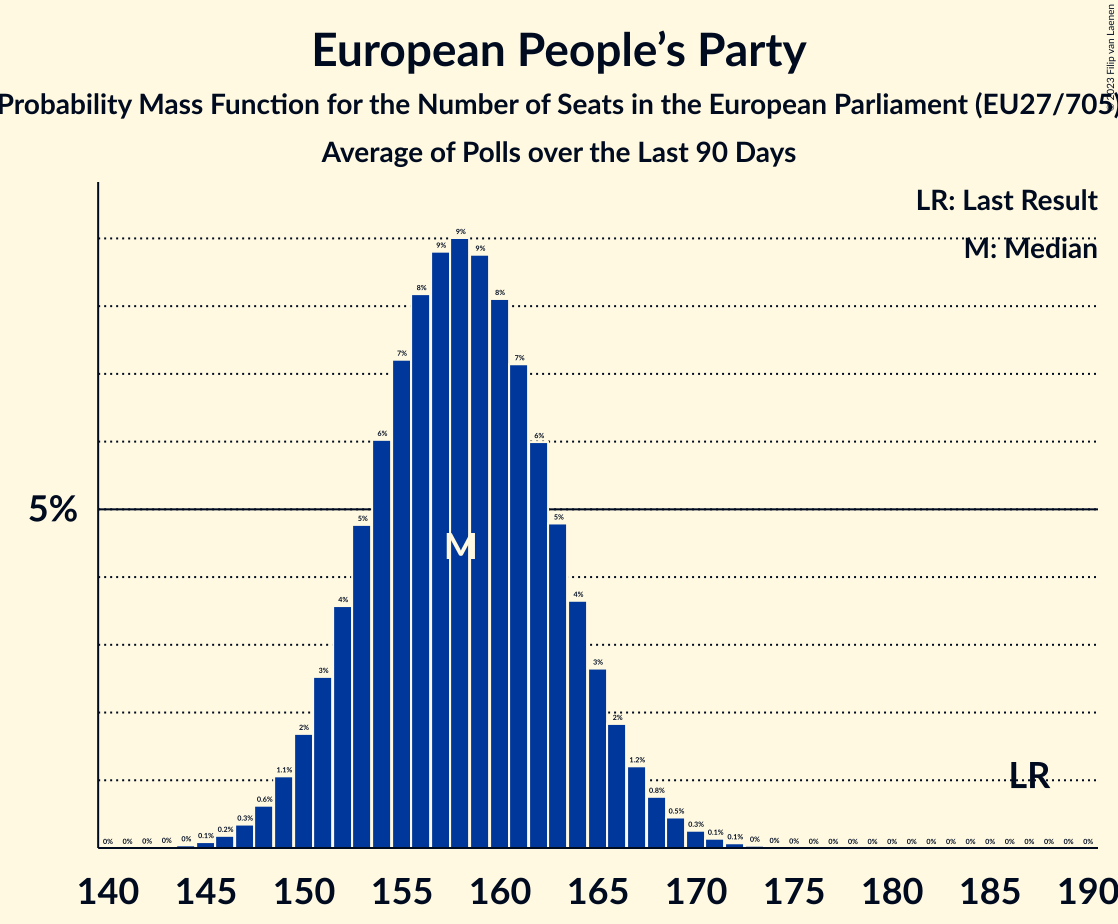 European People’s Party
Probability Mass Function for the Number of Seats in the European Parliament (EU27/705)
Average of Polls over the Last 90 Days
© 2023 Filip van Laenen
LR: Last Result
M: Median
5%
0% 0% 0% 0% 0% 0.1% 0.2% 0.3% 0.6% 1.1% 2% 3% 4% 5% 6% 7% 8% 9% 9% 9% 8% 7% 6% 5% 4% 3% 2% 1.2% 0.8% 0.5% 0.3% 0.1% 0.1% 0% 0% 0% 0% 0% 0% 0% 0% 0% 0% 0% 0% 0% 0% 0% 0% 0% 0%
M
LR
140 145 150 155 160 165 170 175 180 185 190